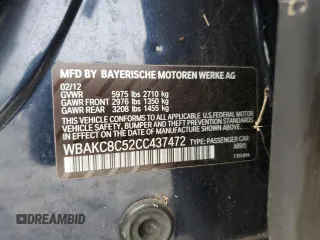 MFD BY BAYERISCHE MOTOREN WERKE AG
02/12
GVWR 5975 lbs 2710 kg
GAWR FRONT 2976 lbs 1350 kg
GAWR REAR 3208 lbs 1455 kg
THIS VEHICLE CONFORMS TO ALL APPLICABLE U.S. FEDERAL MOTOR
VEHICLE SAFETY, BUMPER, AND THEFT PREVENTION STANDARDS
IN EFFECT ON THE DATE OF MANUFACTURE SHOWN ABOVE.
WBAKC8C52CC437472 TYPE: PASSENGER CAR
DREAMBID